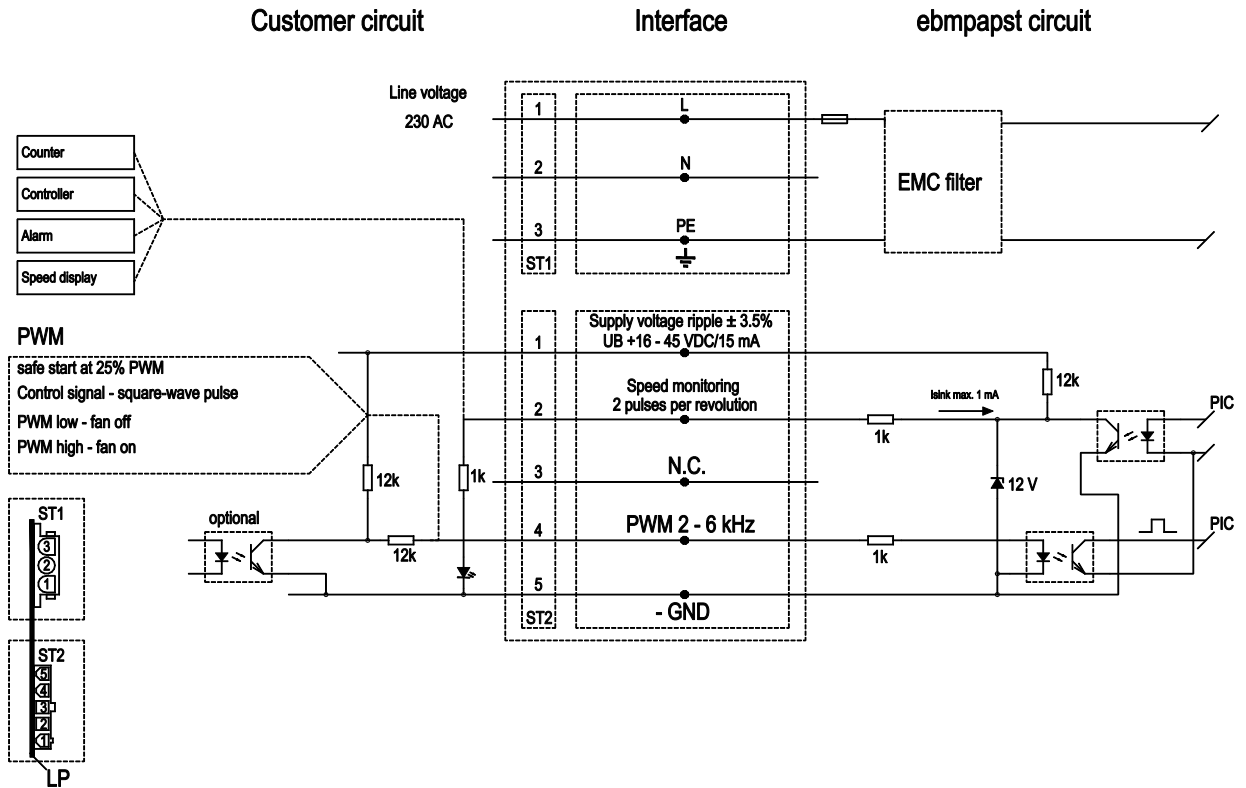 Customer circuit
Interface
ebmpapst circuit
Line voltage
230 AC
1
L
2
N
3
PE
ST1
EMC filter
Counter
Controller
Alarm
Speed display
PWM
safe start at 25% PWM
Control signal - square-wave pulse
PWM low - fan off
PWM high - fan on
Supply voltage ripple ± 3.5%
1
UB +16 - 45 VDC/15 mA
12k
Speed monitoring
2
2 pulses per revolution
Isink max. 1 mA
PIC
1k
12k
1k
3
N.C.
12 V
optional
12k
4
PWM 2 - 6 kHz
1k
PIC
5
- GND
ST2
ST1
3
2
1
ST2
5
4
3
2
1
LP